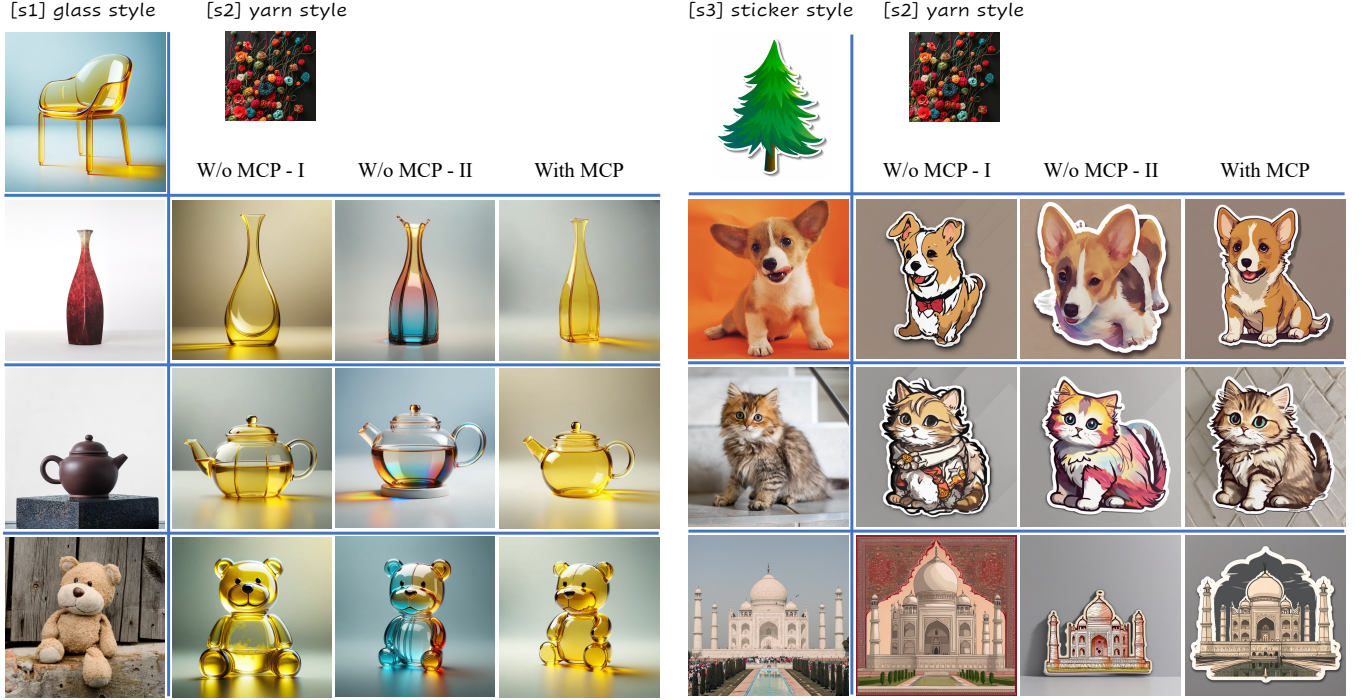 [s1] glass style
[s2] yarn style
W/o MCP - I
W/o MCP - II
With MCP
[s3] sticker style
[s2] yarn style
W/o MCP - I
W/o MCP - II
With MCP